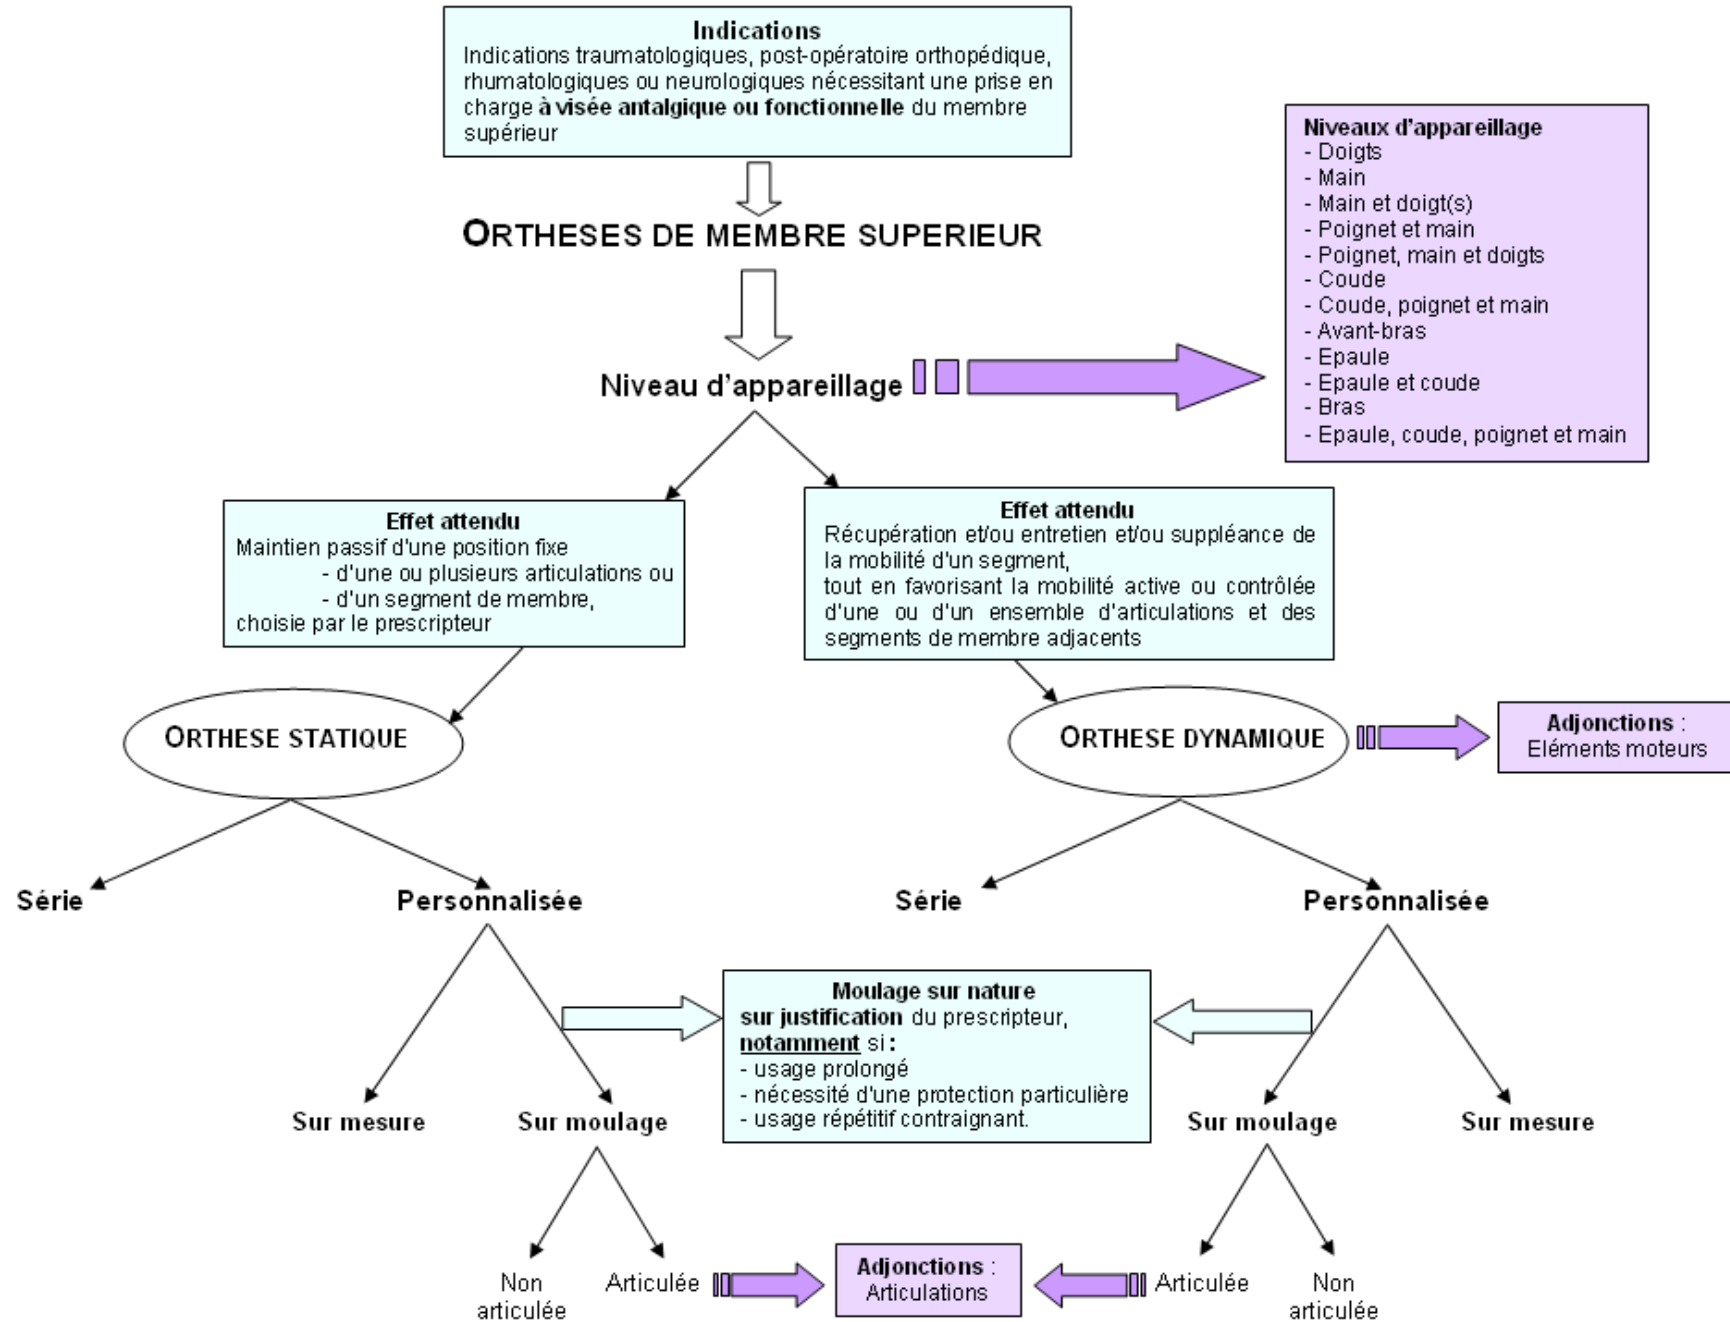 Indications
Indications traumatologiques, post-opératoire orthopédique,
rhumatologiques ou neurologiques nécessitant une prise en
charge à visée antalgique ou fonctionnelle du membre
supérieur
ORTHESES DE MEMBRE SUPERIEUR
Niveau d'appareillage
Niveaux d'appareillage
- Doigts
- Main
- Main et doigt(s)
- Poignet et main
- Poignet, main et doigts
- Coude
- Coude, poignet et main
- Avant-bras
- Epaule
- Epaule et coude
- Bras
- Epaule, coude, poignet et main
Effet attendu
Maintien passif d'une position fixe
- d'une ou plusieurs articulations ou
- d'un segment de membre,
choisie par le prescripteur
Effet attendu
Récupération et/ou entretien et/ou suppléance de
la mobilité d'un segment,
tout en favorisant la mobilité active ou contrôlée
d'une ou d'un ensemble d'articulations et des
segments de membre adjacents
ORTHESE STATIQUE
ORTHESE DYNAMIQUE
Adjonctions :
Eléments moteurs
Série
Personnalisée
Série
Personnalisée
Moulage sur nature
sur justification du prescripteur,
notamment si :
- usage prolongé
- nécessité d'une protection particulière
- usage répétitif contraignant.
Sur mesure
Sur moulage
Sur moulage
Sur mesure
Non
articulée
Articulée
Adjonctions :
Articulations
Articulée
Non
articulée